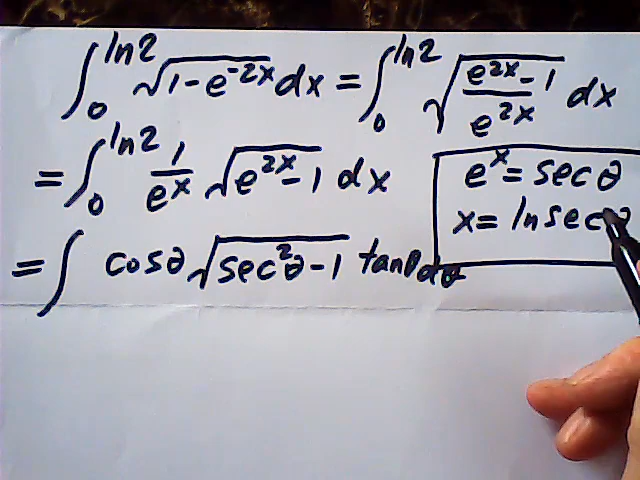 ∫₀^ln2 √(1-e^-2x) dx = ∫₀^ln2 √((e^2x - 1)/e^2x) dx
= ∫₀^ln2 1/e^x √(e^2x - 1) dx
e^x = secθ
x = ln secθ
= ∫ cosθ √(sec²θ - 1) tanθ dθ